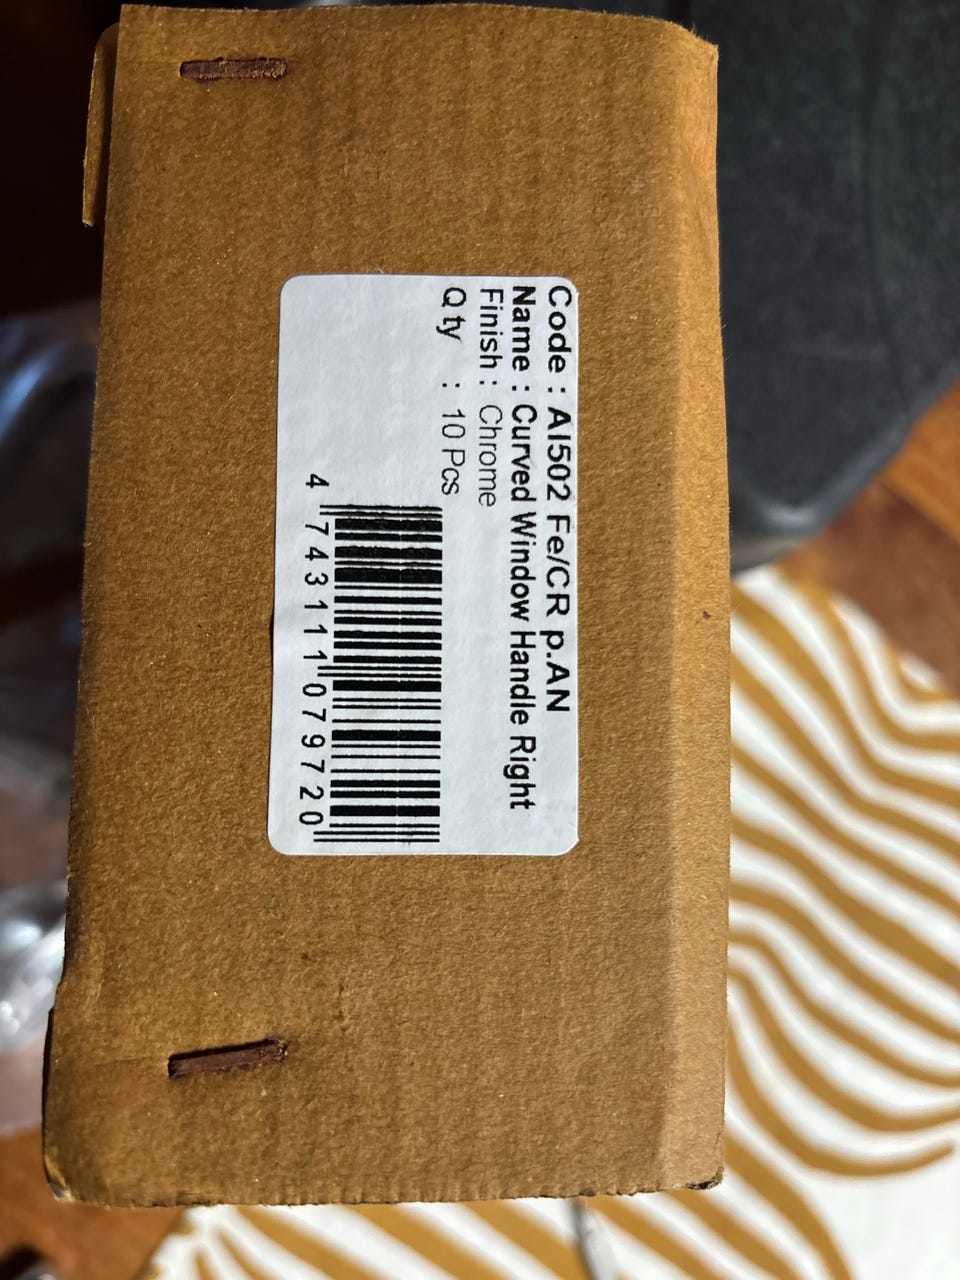 Code : AI502 Fe/CR p.AN
Name : Curved Window Handle Right
Finish : Chrome
Qty : 10 Pcs
4 743111 079720